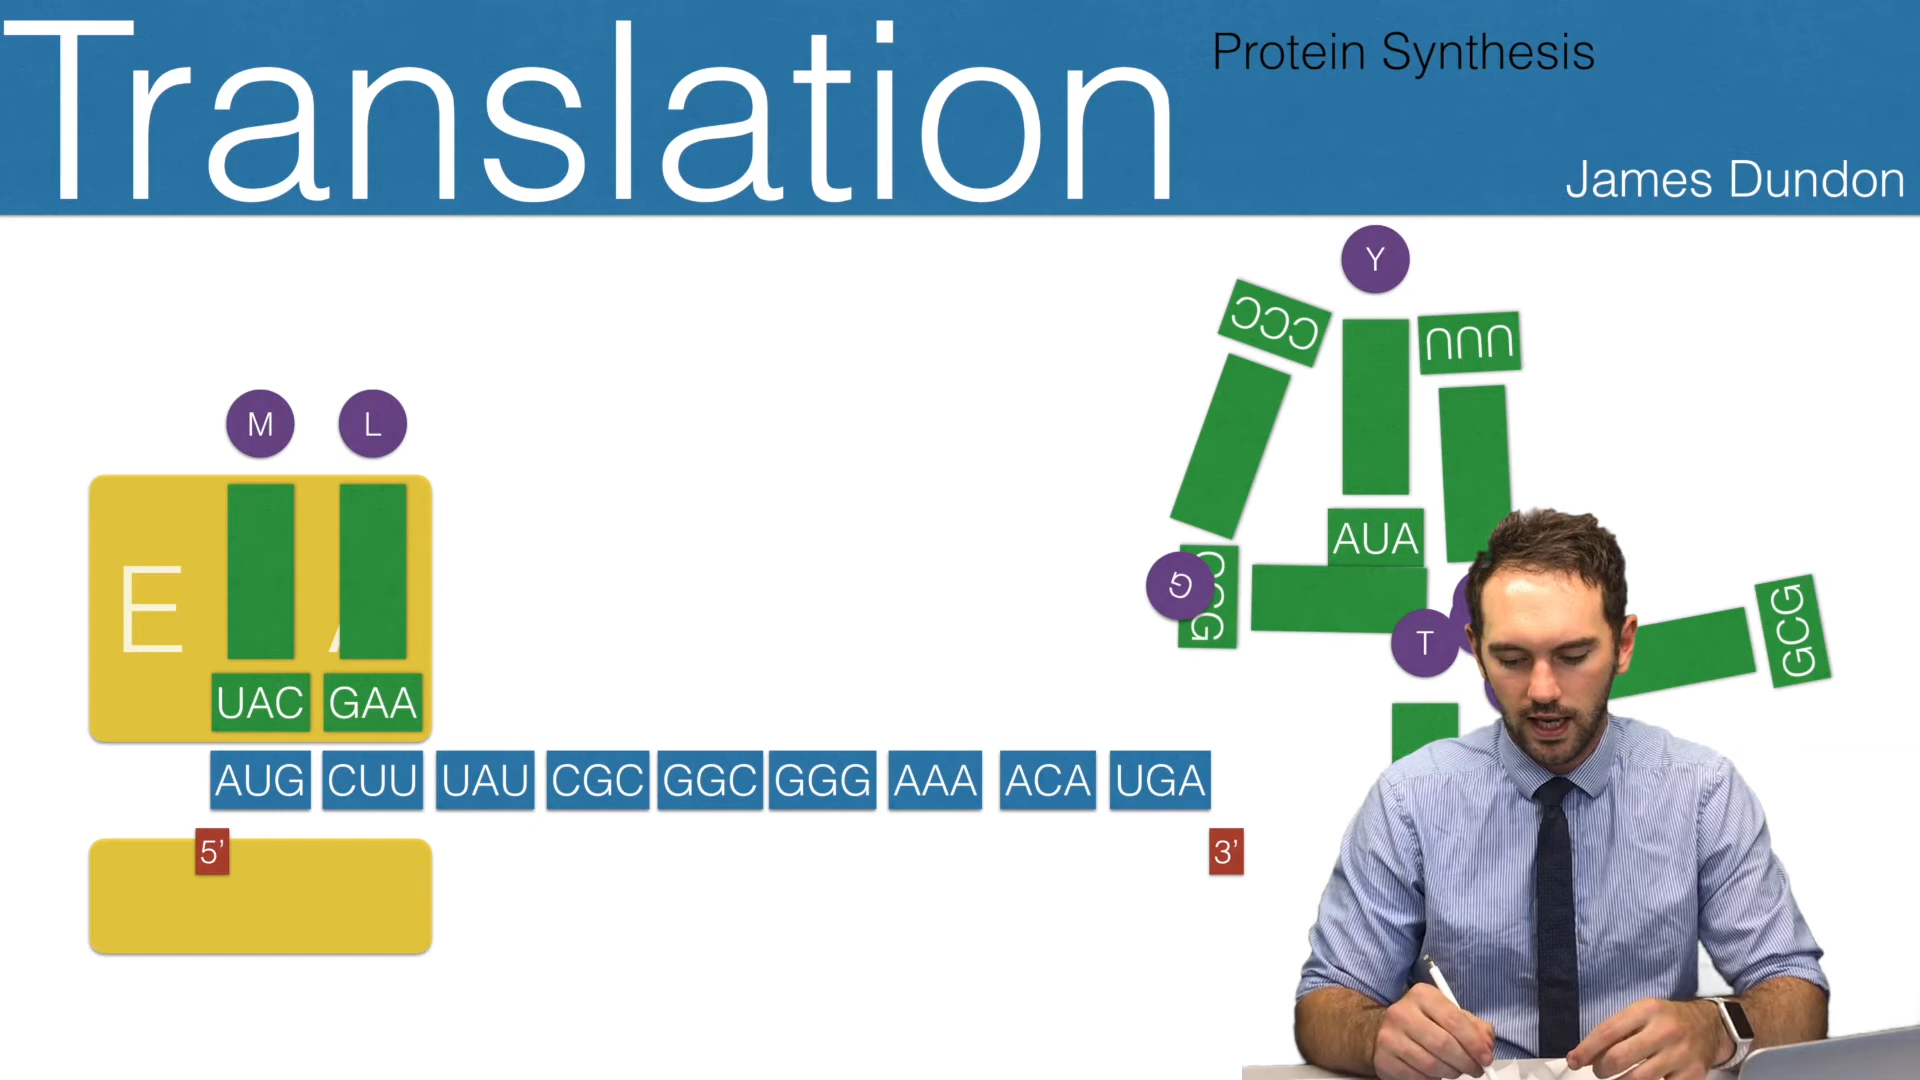 Translation
Protein Synthesis
James Dundon
Y
CCC
UUU
M
L
E
AUA
G
CCG
T
GCG
UAC
GAA
AUG CUU UAU CGC GGC GGG AAA ACA UGA
5’
3’